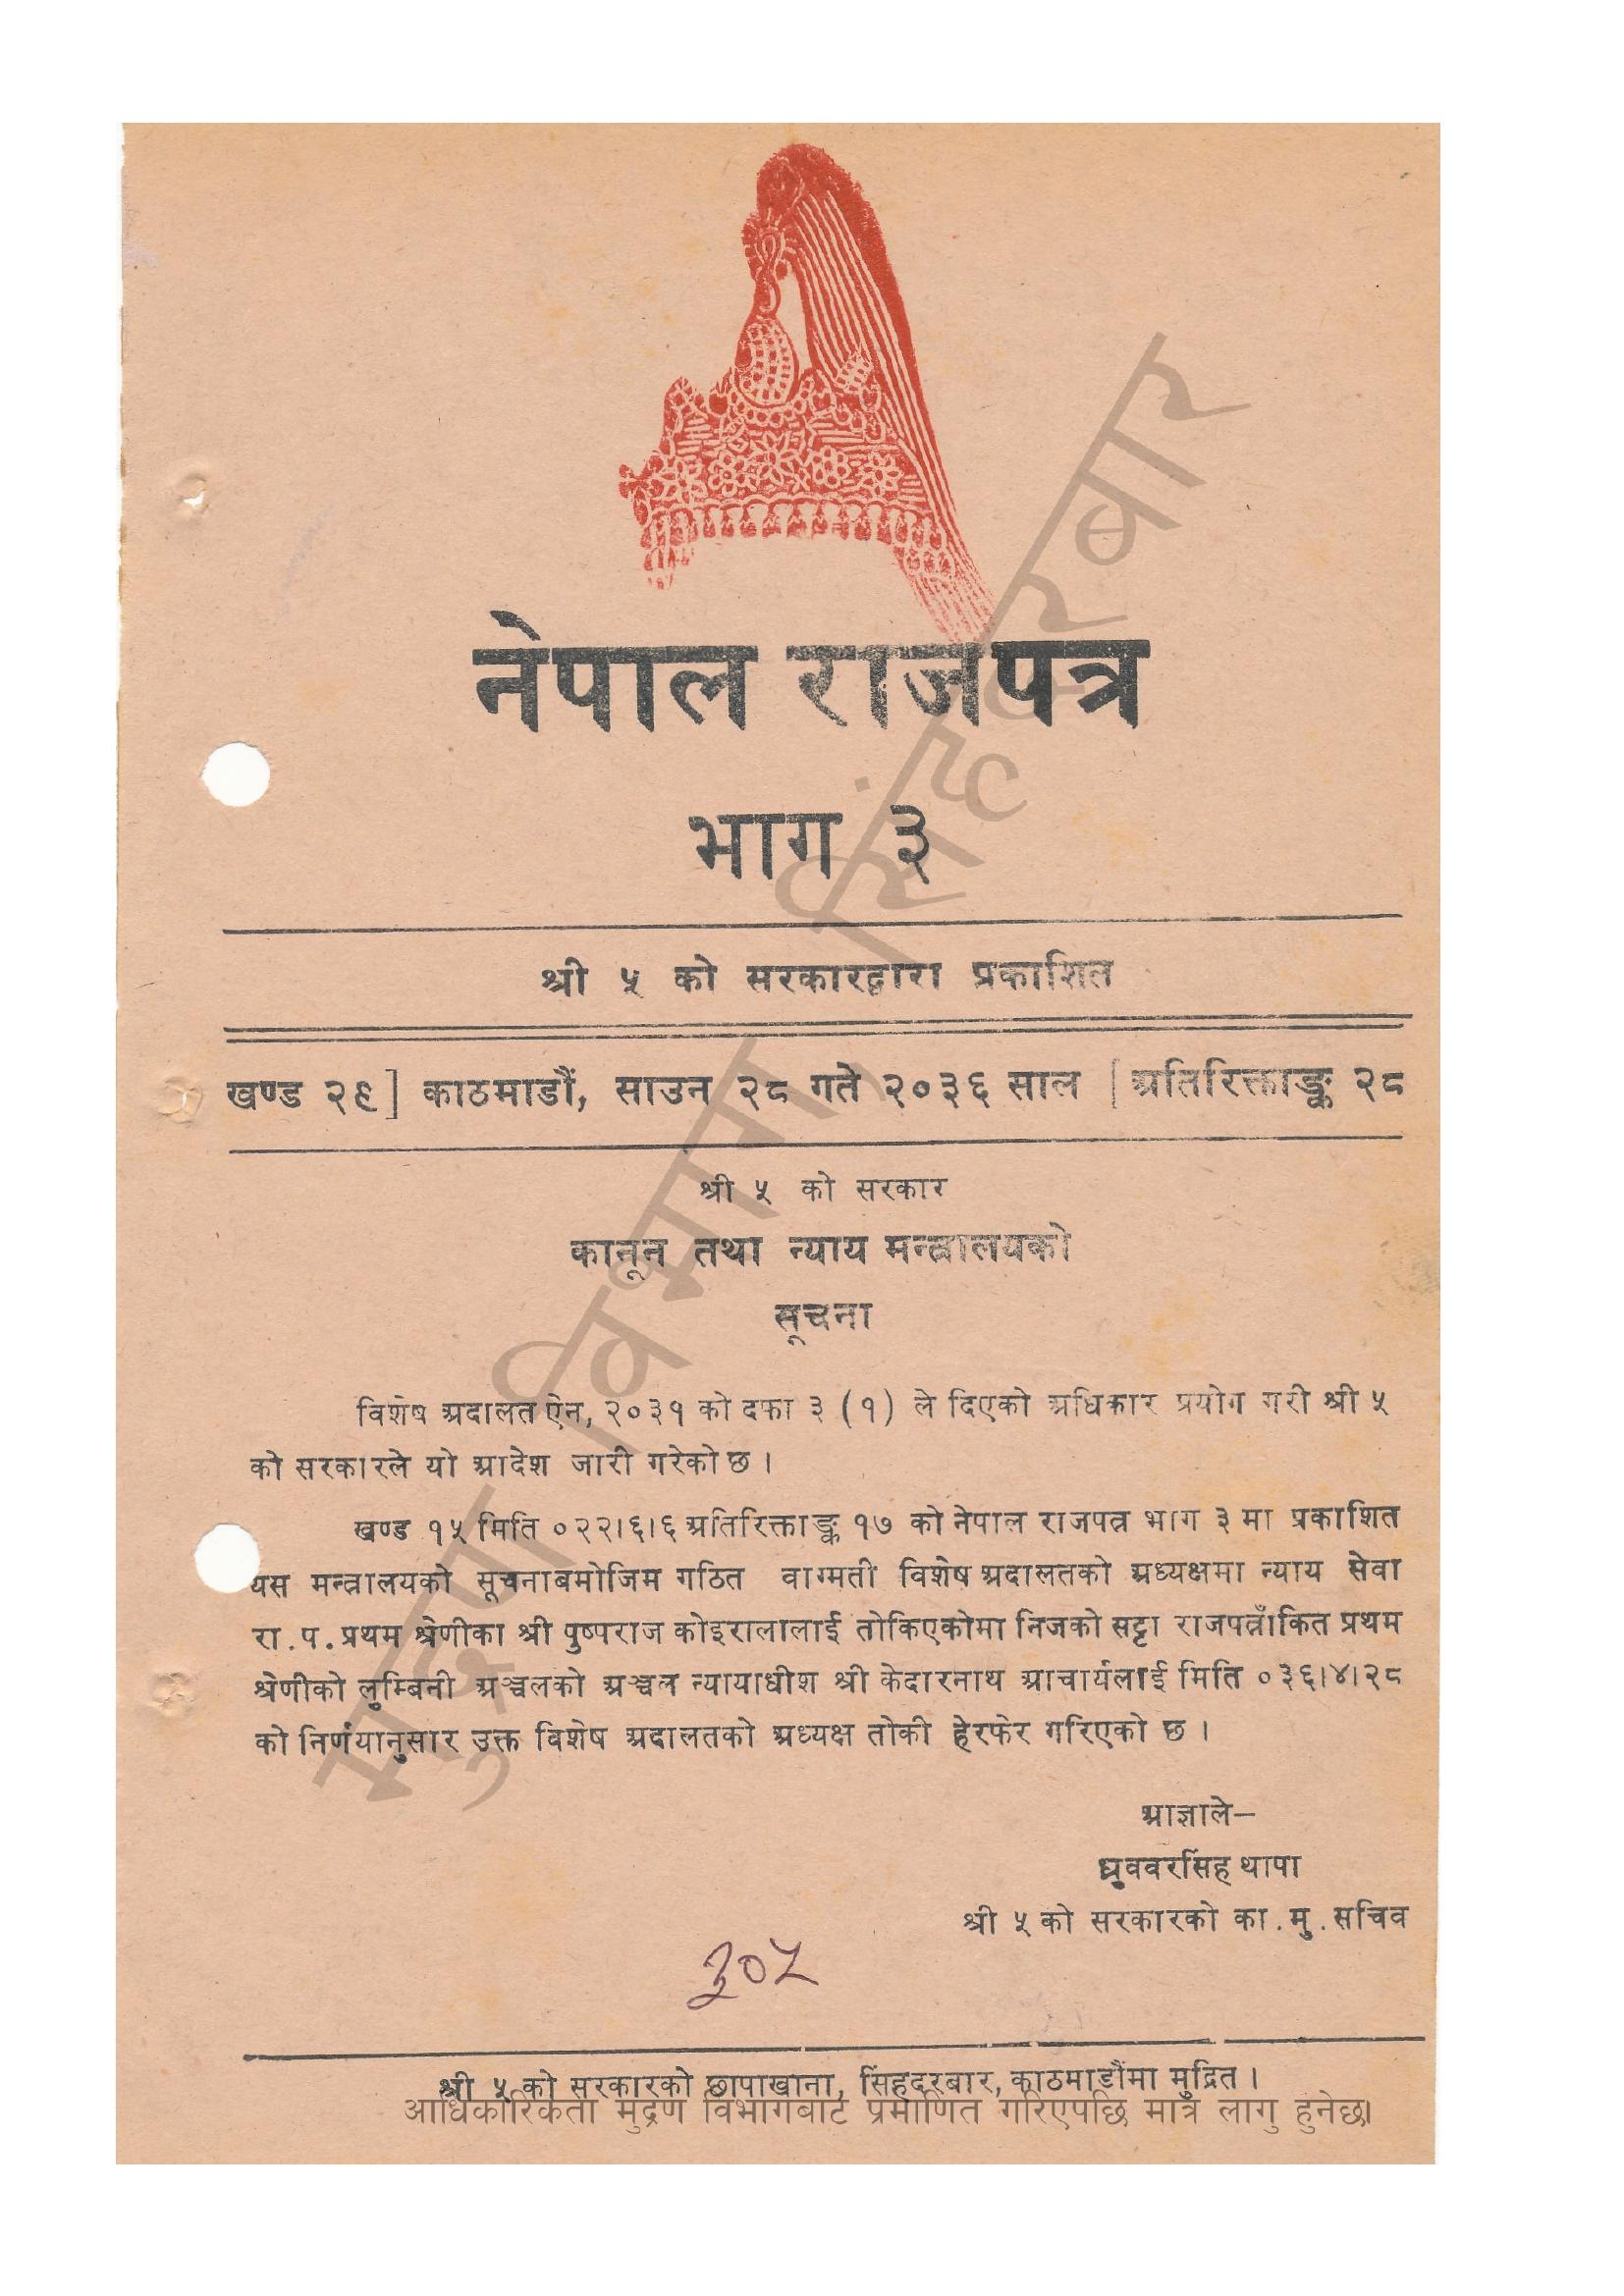 नेपाल राजपत्र
भाग ३
श्री ५ को सरकारद्वारा प्रकाशित
खण्ड २९] काठमाडौं, साउन २८ गते २०३६ साल [अतिरिक्ताङ्क २८
श्री ५ को सरकार
कानून तथा न्याय मन्त्रालयको
सूचना
विशेष अदालत ऐन, २०३१ को दफा ३ (१) ले दिएको अधिकार प्रयोग गरी श्री ५
को सरकारले यो आदेश जारी गरेको छ ।
खण्ड १५ मिति ०२२।६।६ अतिरिक्ताङ्क १७ को नेपाल राजपत्र भाग ३ मा प्रकाशित
यस मन्त्रालयको सूचनाबमोजिम गठित वाग्मती विशेष अदालतको अध्यक्षमा न्याय सेवा
रा.प. प्रथम श्रेणीका श्री पुष्पराज कोइरालालाई तोकिएकोमा निजको सट्टा राजपत्राँकित प्रथम
श्रेणीको लुम्बिनी अञ्चलको अञ्चल न्यायाधीश श्री केदारनाथ आचार्यलाई मिति ०३६।४।२८
को निर्णयानुसार उक्त विशेष अदालतको अध्यक्ष तोकी हेरफेर गरिएको छ ।
आज्ञाले—
ध्रुववरसिंह थापा
श्री ५ को सरकारको का.मु.सचिव
३०५
श्री ५ को सरकारको छापाखाना, सिंहदरबार, काठमाडौंमा मुद्रित ।
आधिकारिकता मुद्रण विभागबाट प्रमाणित गरिएपछि मात्र लागु हुनेछ।
मुद्रण विभाग, सिंहदरबार